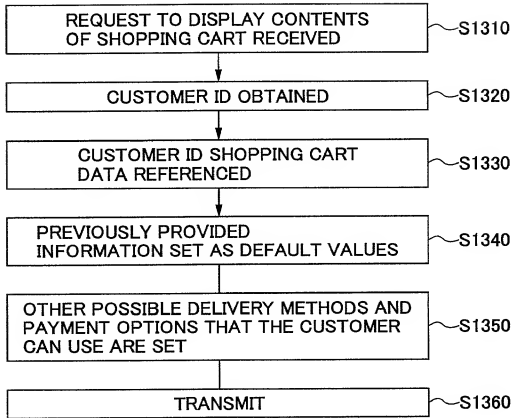 REQUEST TO DISPLAY CONTENTS
OF SHOPPING CART RECEIVED
S1310
CUSTOMER ID OBTAINED
S1320
CUSTOMER ID SHOPPING CART
DATA REFERENCED
S1330
PREVIOUSLY PROVIDED
INFORMATION SET AS DEFAULT VALUES
S1340
OTHER POSSIBLE DELIVERY METHODS AND
PAYMENT OPTIONS THAT THE CUSTOMER
CAN USE ARE SET
S1350
TRANSMIT
S1360